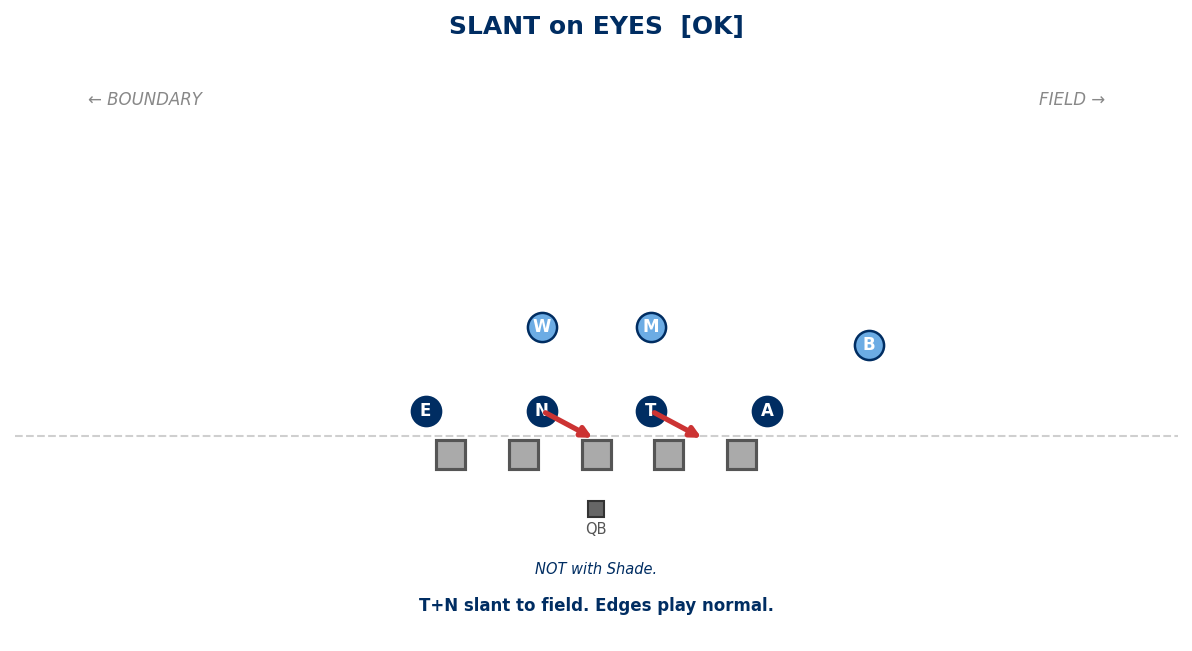 SLANT on EYES [OK]
← BOUNDARY
FIELD →
W
M
B
E
N
T
A
QB
NOT with Shade.
T+N slant to field. Edges play normal.